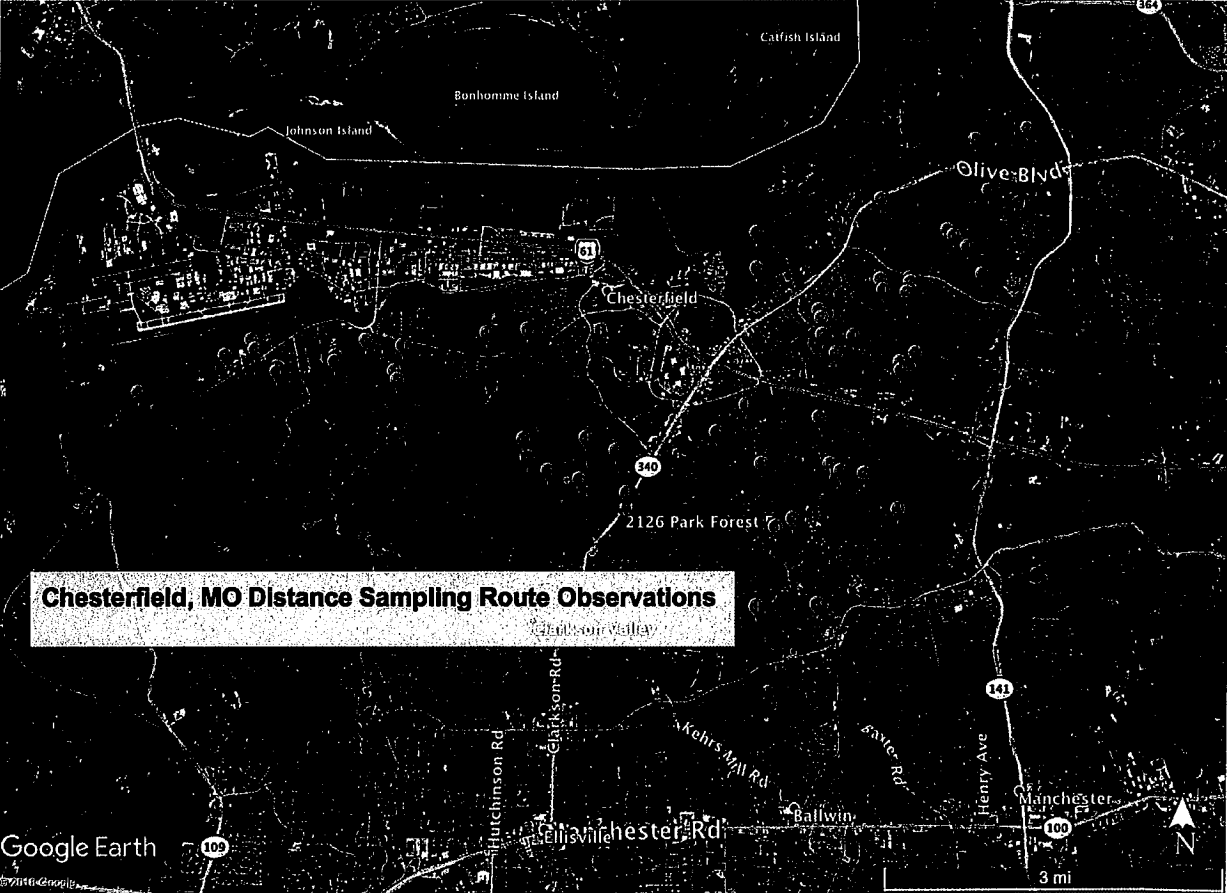 364
Catfish Island
Bonhomme Island
Johnson Island
Olive Blvd
61
Chesterfield
340
2126 Park Forest
Chesterfield, MO Distance Sampling Route Observations
Clarkson Valley
141
Clarkson Rd
Hutchinson Rd
Kehrs Mill Rd
Baxter Rd
Henry Ave
Manchester
Ballwin
100
Ellisville
chester Rd
N
Google Earth
109
3 mi